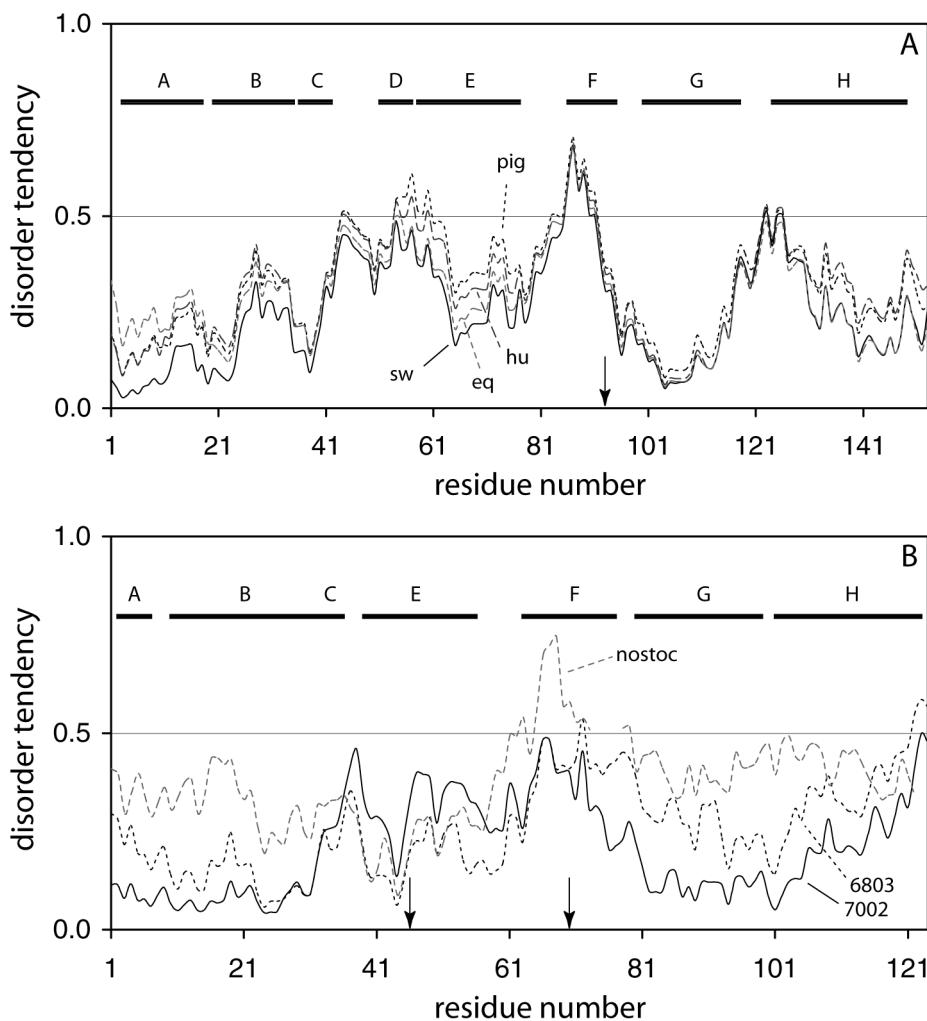 A
1.0
A B C D E F G H
pig
0.5
disorder tendency
sw
eq
hu
0.0
1 21 41 61 81 101 121 141
residue number
B
1.0
A B C E F G H
nostoc
0.5
disorder tendency
6803
7002
0.0
1 21 41 61 81 101 121
residue number